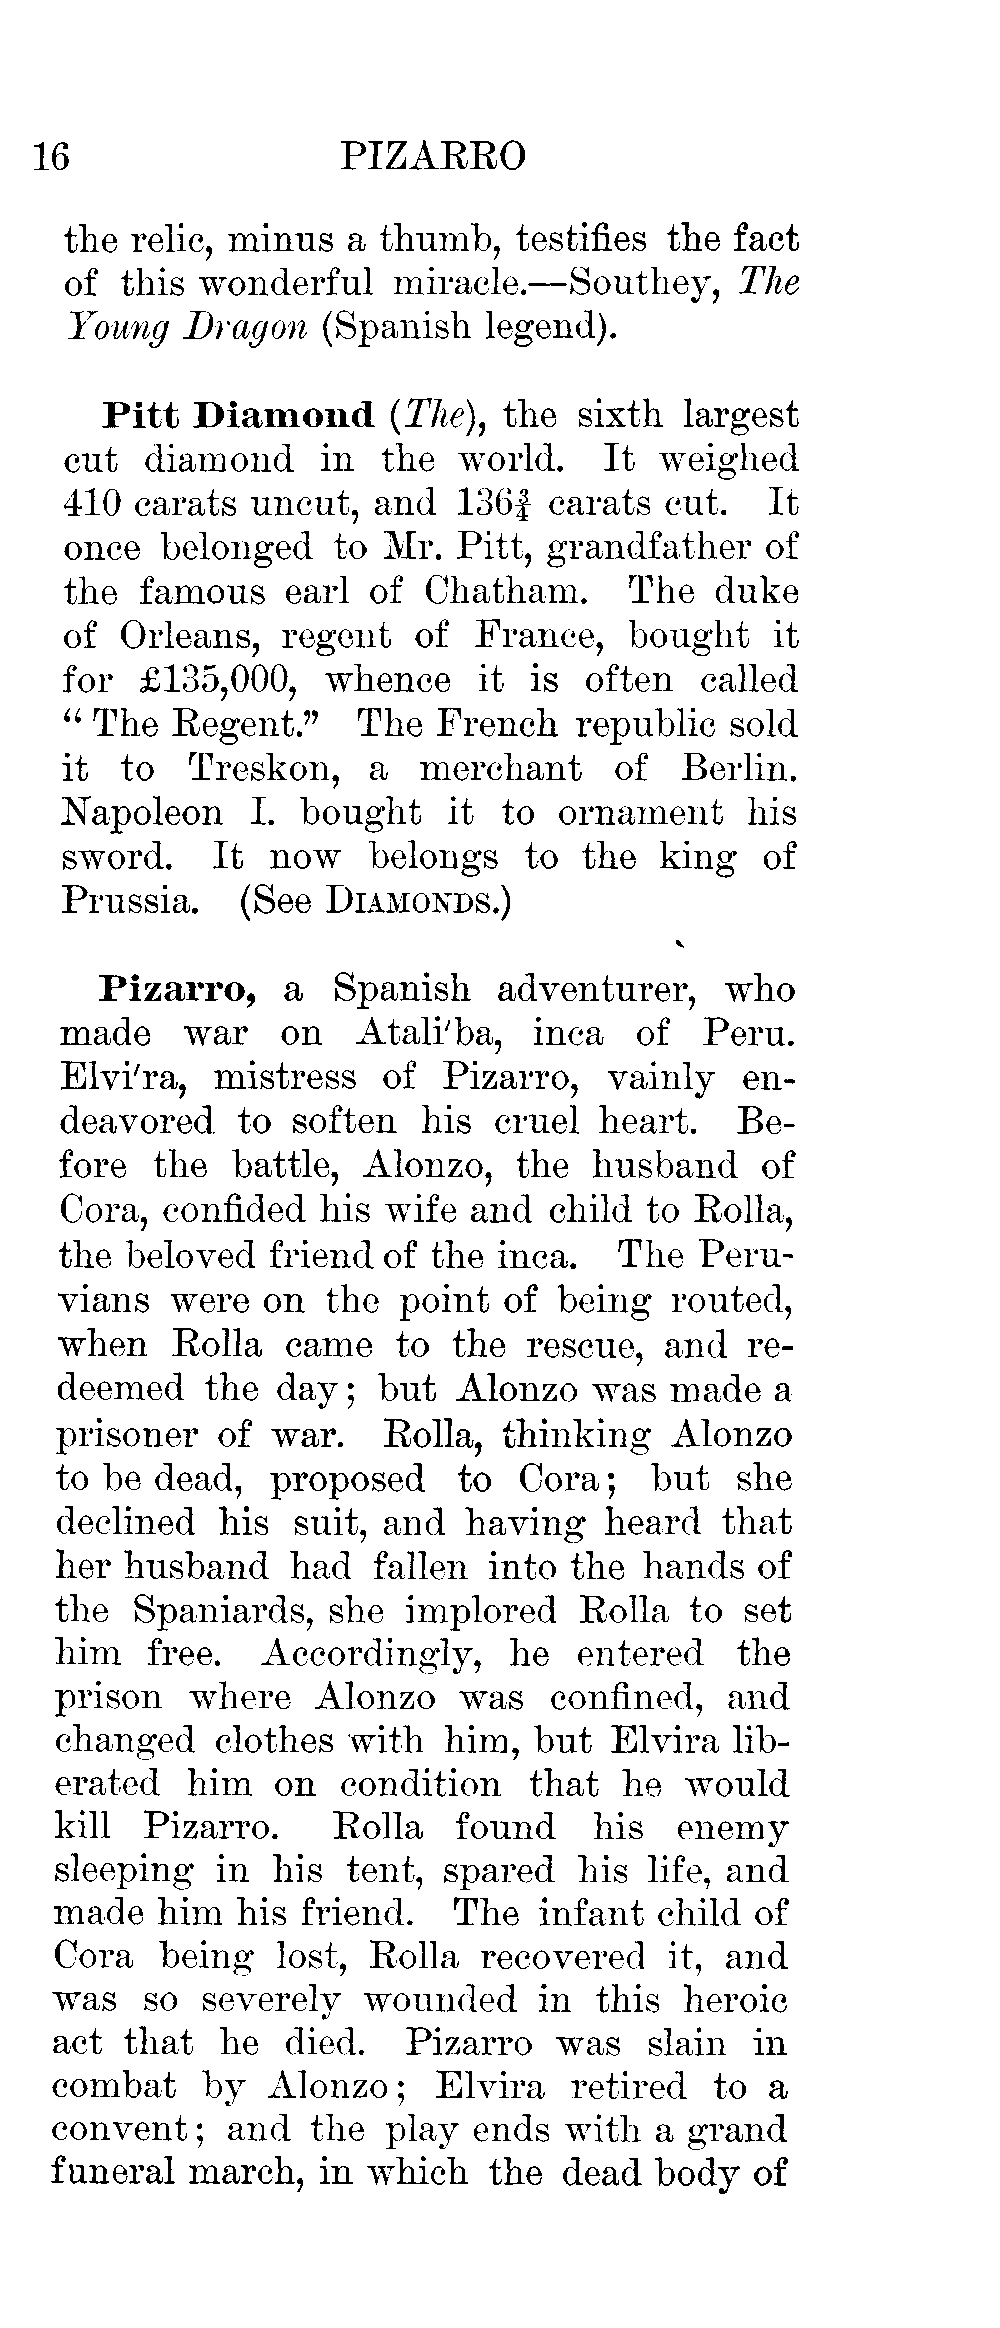 16 PIZARRO
the relic, minus a thumb, testifies the fact
of this wonderful miracle.—Southey, The
Young Dragon (Spanish legend).
Pitt Diamond (The), the sixth largest
cut diamond in the world. It weighed
410 carats uncut, and 136¾ carats cut. It
once belonged to Mr. Pitt, grandfather of
the famous earl of Chatham. The duke
of Orleans, regent of France, bought it
for £135,000, whence it is often called
“The Regent.” The French republic sold
it to Treskon, a merchant of Berlin.
Napoleon I. bought it to ornament his
sword. It now belongs to the king of
Prussia. (See DIAMONDS.)
Pizarro, a Spanish adventurer, who
made war on Atali'ba, inca of Peru.
Elvi'ra, mistress of Pizarro, vainly en-
deavored to soften his cruel heart. Be-
fore the battle, Alonzo, the husband of
Cora, confided his wife and child to Rolla,
the beloved friend of the inca. The Peru-
vians were on the point of being routed,
when Rolla came to the rescue, and re-
deemed the day; but Alonzo was made a
prisoner of war. Rolla, thinking Alonzo
to be dead, proposed to Cora; but she
declined his suit, and having heard that
her husband had fallen into the hands of
the Spaniards, she implored Rolla to set
him free. Accordingly, he entered the
prison where Alonzo was confined, and
changed clothes with him, but Elvira lib-
erated him on condition that he would
kill Pizarro. Rolla found his enemy
sleeping in his tent, spared his life, and
made him his friend. The infant child of
Cora being lost, Rolla recovered it, and
was so severely wounded in this heroic
act that he died. Pizarro was slain in
combat by Alonzo; Elvira retired to a
convent; and the play ends with a grand
funeral march, in which the dead body of